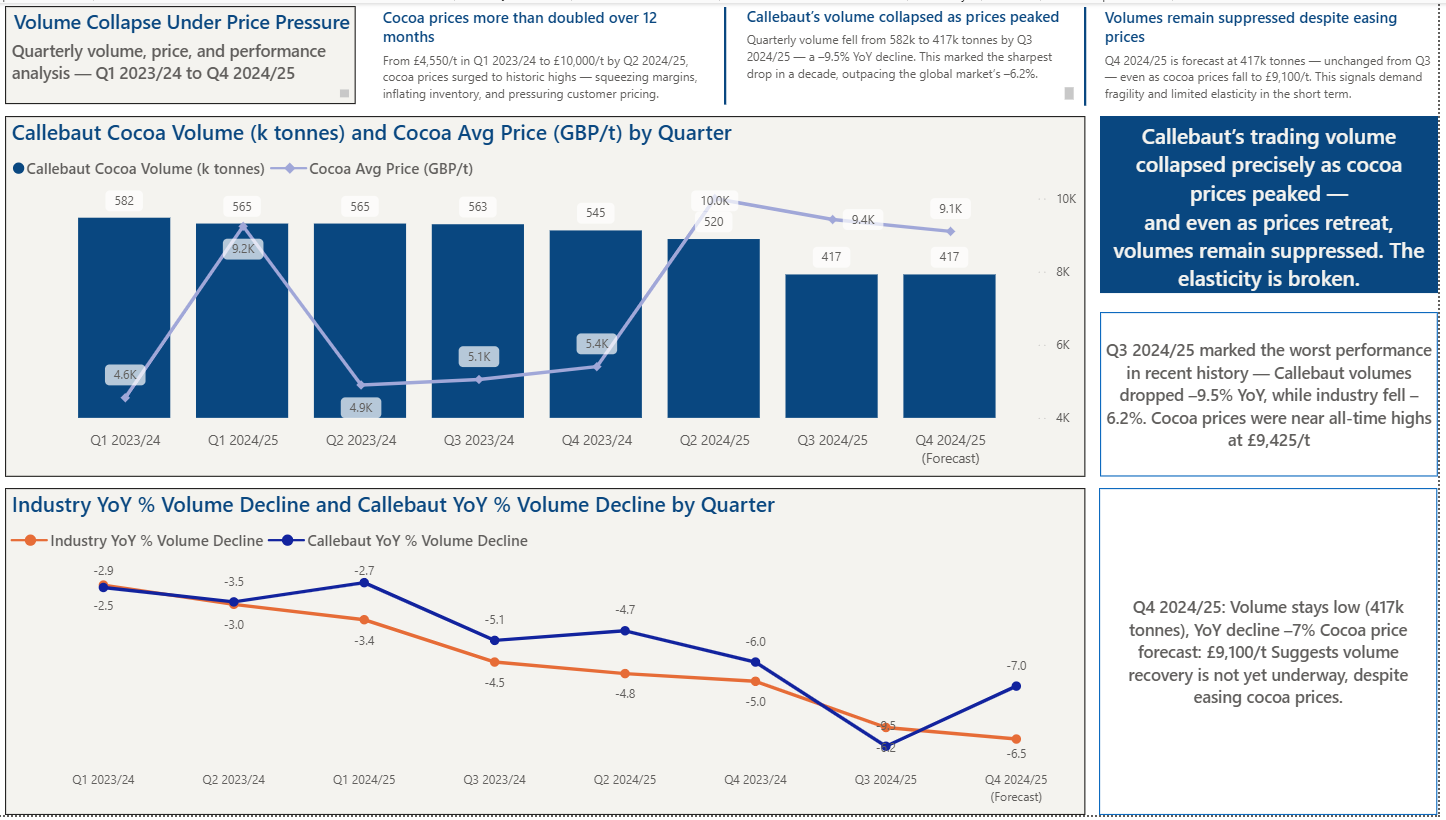 Volume Collapse Under Price Pressure
Quarterly volume, price, and performance
analysis — Q1 2023/24 to Q4 2024/25
Cocoa prices more than doubled over 12
months
From £4,550/t in Q1 2023/24 to £10,000/t by Q2 2024/25,
cocoa prices surged to historic highs — squeezing margins,
inflating inventory, and pressuring customer pricing.
Callebaut’s volume collapsed as prices peaked
Quarterly volume fell from 582k to 417k tonnes by Q3
2024/25 — a –9.5% YoY decline. This marked the sharpest
drop in a decade, outpacing the global market’s –6.2%.
Volumes remain suppressed despite easing
prices
Q4 2024/25 is forecast at 417k tonnes — unchanged from Q3
— even as cocoa prices fall to £9,100/t. This signals demand
fragility and limited elasticity in the short term.
Callebaut Cocoa Volume (k tonnes) and Cocoa Avg Price (GBP/t) by Quarter
Callebaut Cocoa Volume (k tonnes) Cocoa Avg Price (GBP/t)
582 565 565 563 545 520 417 417
4.6K 9.2K 4.9K 5.1K 5.4K 10.0K 9.4K 9.1K
10K
8K
6K
4K
Q1 2023/24 Q1 2024/25 Q2 2023/24 Q3 2023/24 Q4 2023/24 Q2 2024/25 Q3 2024/25 Q4 2024/25
(Forecast)
Callebaut’s trading volume
collapsed precisely as cocoa
prices peaked —
and even as prices retreat,
volumes remain suppressed. The
elasticity is broken.
Q3 2024/25 marked the worst performance
in recent history — Callebaut volumes
dropped –9.5% YoY, while industry fell –
6.2%. Cocoa prices were near all-time highs
at £9,425/t
Industry YoY % Volume Decline and Callebaut YoY % Volume Decline by Quarter
Industry YoY % Volume Decline Callebaut YoY % Volume Decline
-2.9 -3.5 -2.7 -5.1 -4.7 -6.0 -9.5 -7.0
-2.5 -3.0 -3.4 -4.5 -4.8 -5.0 -6.2 -6.5
Q1 2023/24 Q2 2023/24 Q1 2024/25 Q3 2023/24 Q2 2024/25 Q4 2023/24 Q3 2024/25 Q4 2024/25
(Forecast)
Q4 2024/25: Volume stays low (417k
tonnes), YoY decline –7% Cocoa price
forecast: £9,100/t Suggests volume
recovery is not yet underway, despite
easing cocoa prices.